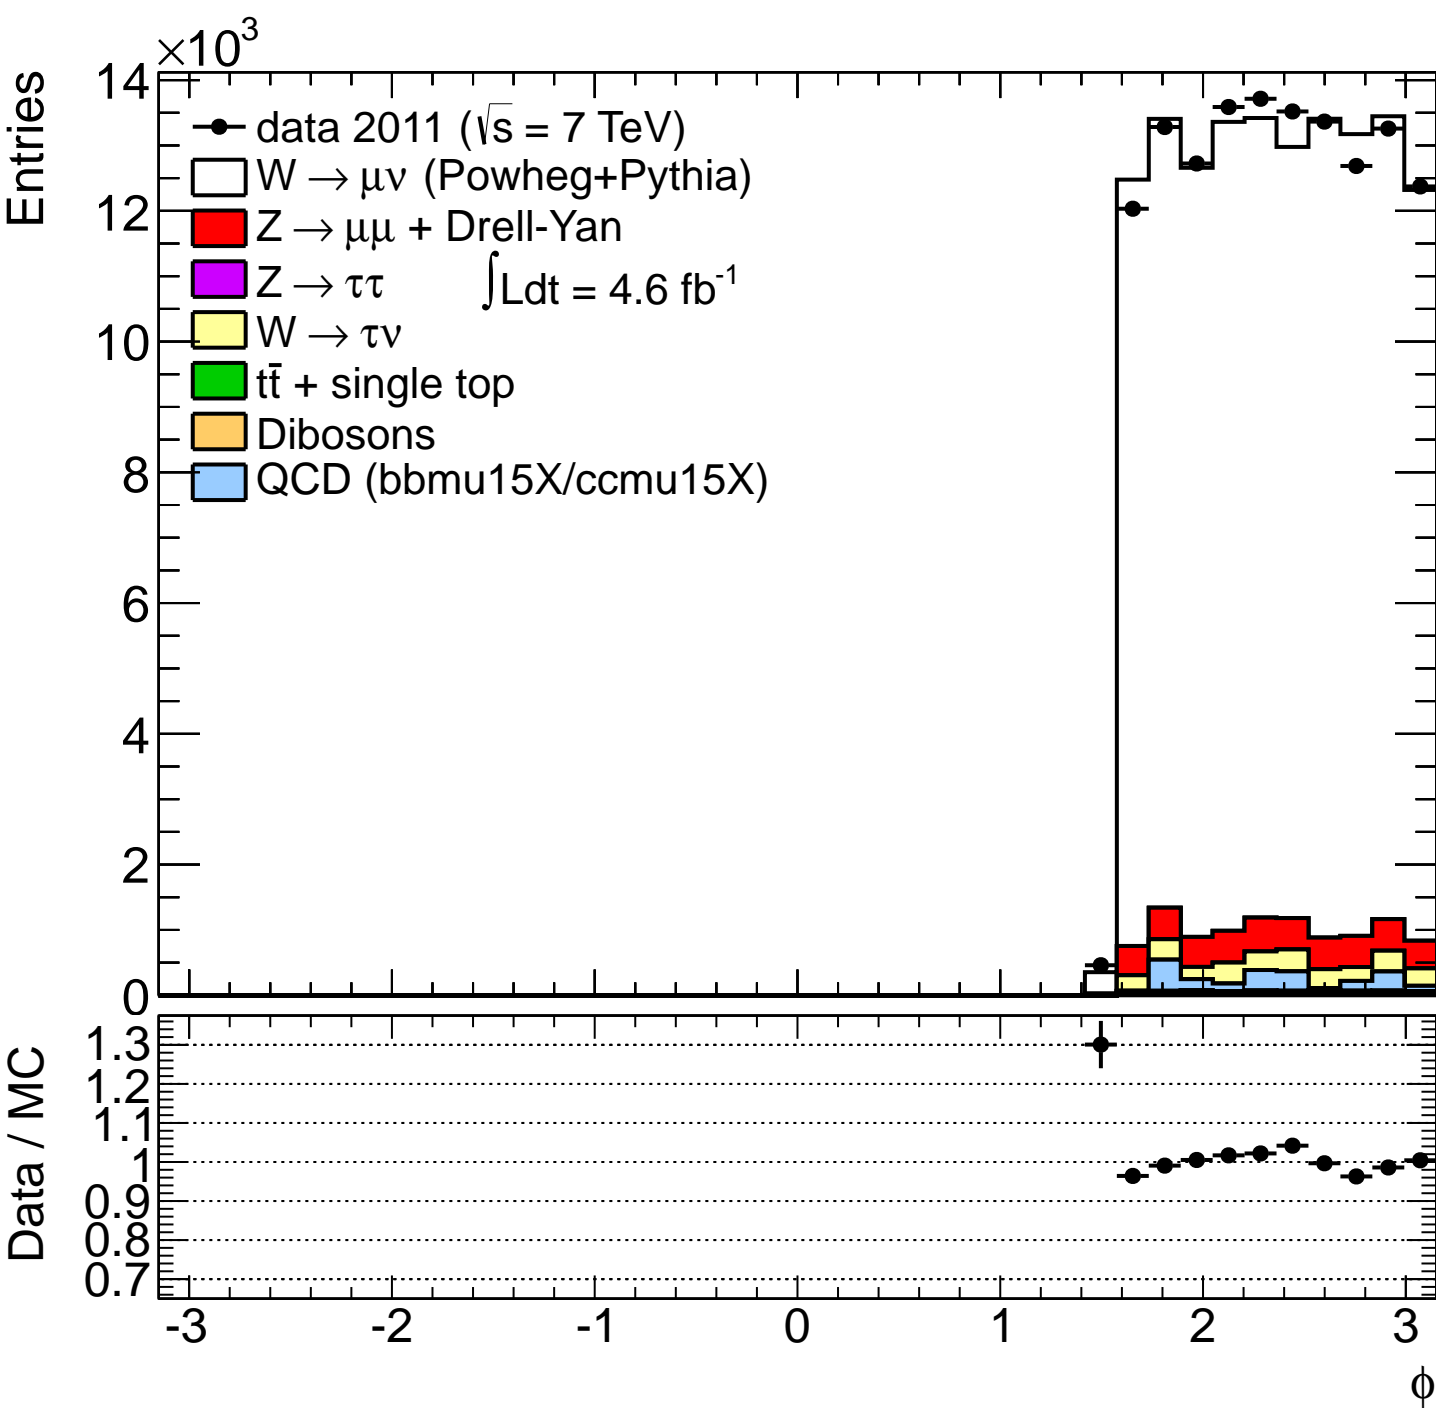 ×10³
Entries
14
12
10
8
6
4
2
0
data 2011 (√s = 7 TeV)
W → μν (Powheg+Pythia)
Z → μμ + Drell-Yan
Z → ττ
∫Ldt = 4.6 fb⁻¹
W → τν
tt̄ + single top
Dibosons
QCD (bbmu15X/ccmu15X)
Data / MC
1.3
1.2
1.1
1
0.9
0.8
0.7
-3 -2 -1 0 1 2 3
ϕ